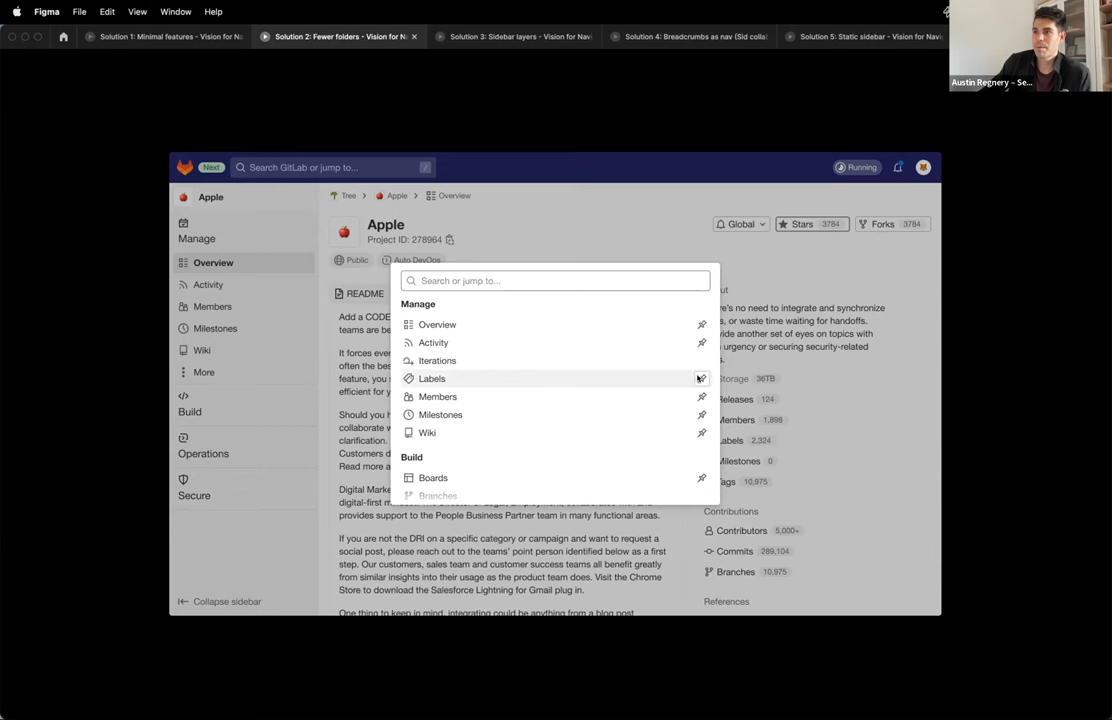 Figma File Edit View Window Help
Solution 1: Minimal features - Vision for Na
Solution 2: Fewer folders - Vision for N
Solution 3: Sidebar layers - Vision for Navi
Solution 4: Breadcrumbs as nav (Sid collab
Solution 5: Static sidebar - Vision for Navi
Austin Regnery – Se...
Next
Search GitLab or jump to...
/
Running
Apple
Manage
Overview
Activity
Members
Milestones
Wiki
More
Build
Operations
Secure
Collapse sidebar
Tree > Apple > Overview
Apple
Project ID: 278964
Global
Stars 3784
Forks 3784
Public
Auto DevOps
README
Add a CODE
teams are be
It forces ever
often the bes
feature, you s
efficient for y
Should you h
collaborate w
clarification.
Customers d
Read more a
Digital Marke
digital-first
provides support to the People Business Partner team in many functional areas.
If you are not the DRI on a specific category or campaign and want to request a
social post, please reach out to the teams' point person identified below as a first
step. Our customers, sales team and customer success teams all benefit greatly
from similar insights into their usage as the product team does. Visit the Chrome
Store to download the Salesforce Lightning for Gmail plug in.
One thing to keep in mind, integrating could be anything from a blog post
Search or jump to...
Manage
Overview
Activity
Iterations
Labels
Members
Milestones
Wiki
Build
Boards
Branches
ut
re's no need to integrate and synchronize
, or waste time waiting for handoffs.
vide another set of eyes on topics with
urgency or securing security-related
s.
Storage 36TB
Releases 124
Members 1,898
Labels 2,324
Milestones 0
Tags 10,975
Contributions
Contributors 5,000+
Commits 289,104
Branches 10,975
References